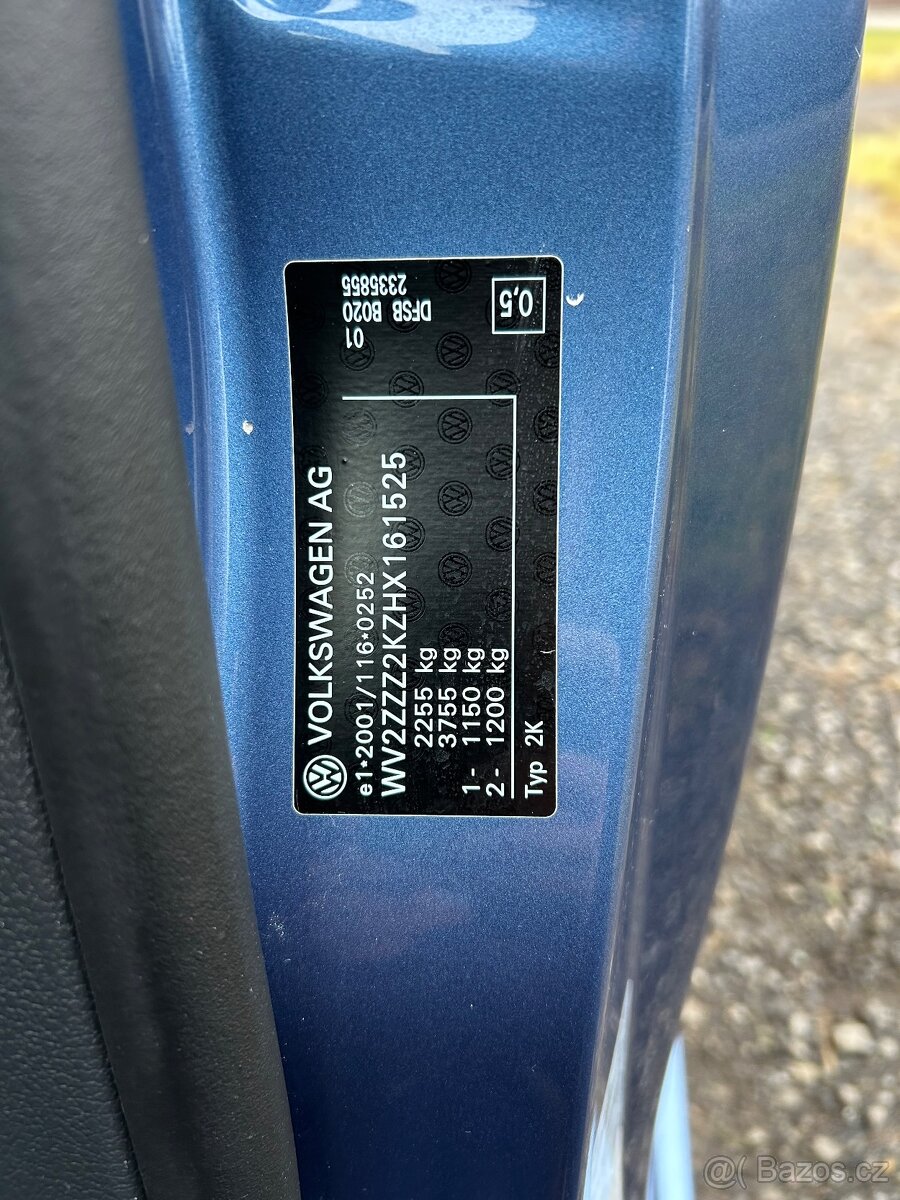 VOLKSWAGEN AG
e1*2001/116*0252
WV2ZZZ2KZHX161525
2255 kg
3755 kg
1- 1150 kg
2- 1200 kg
Typ 2K
01
DFSB B020
2335855
0,5
@( Bazos.cz